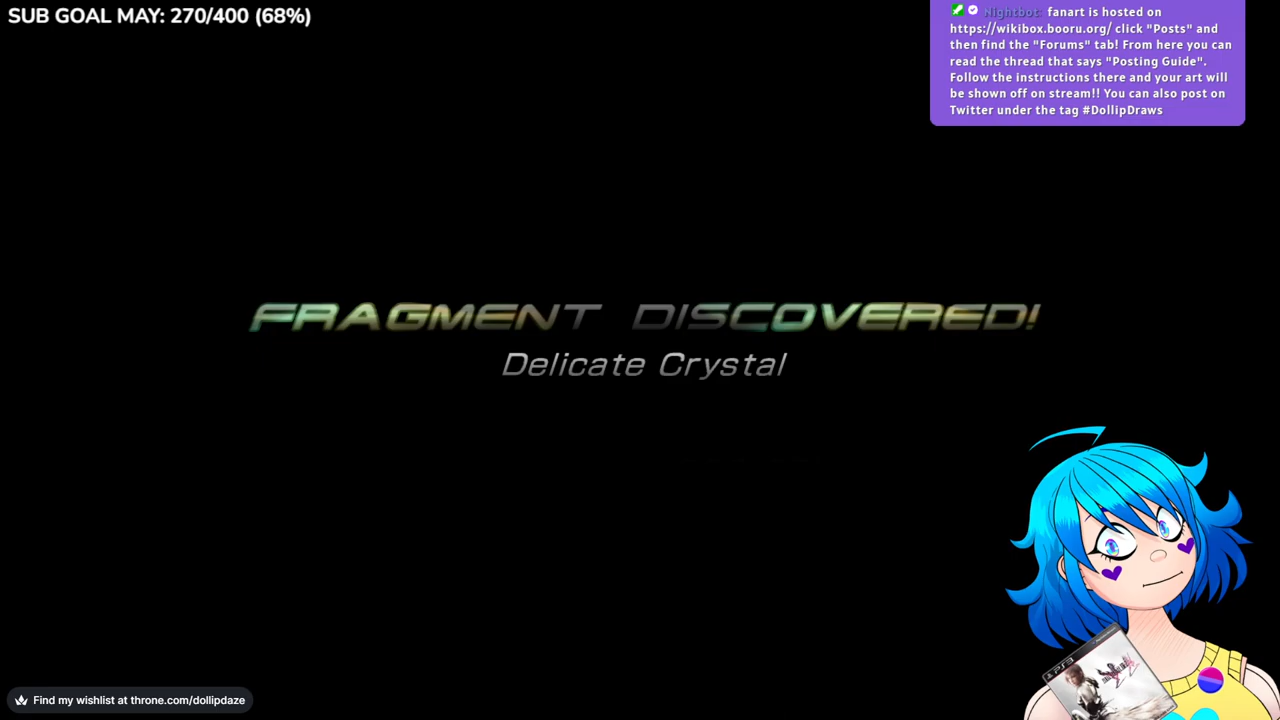 SUB GOAL MAY: 270/400 (68%)
Nightbot: fanart is hosted on
https://wikibox.booru.org/ click "Posts" and
then find the "Forums" tab! From here you can
read the thread that says "Posting Guide".
Follow the instructions there and your art will
be shown off on stream!! You can also post on
Twitter under the tag #DollipDraws
FRAGMENT DISCOVERED!
Delicate Crystal
PS3
Find my wishlist at throne.com/dollipdaze